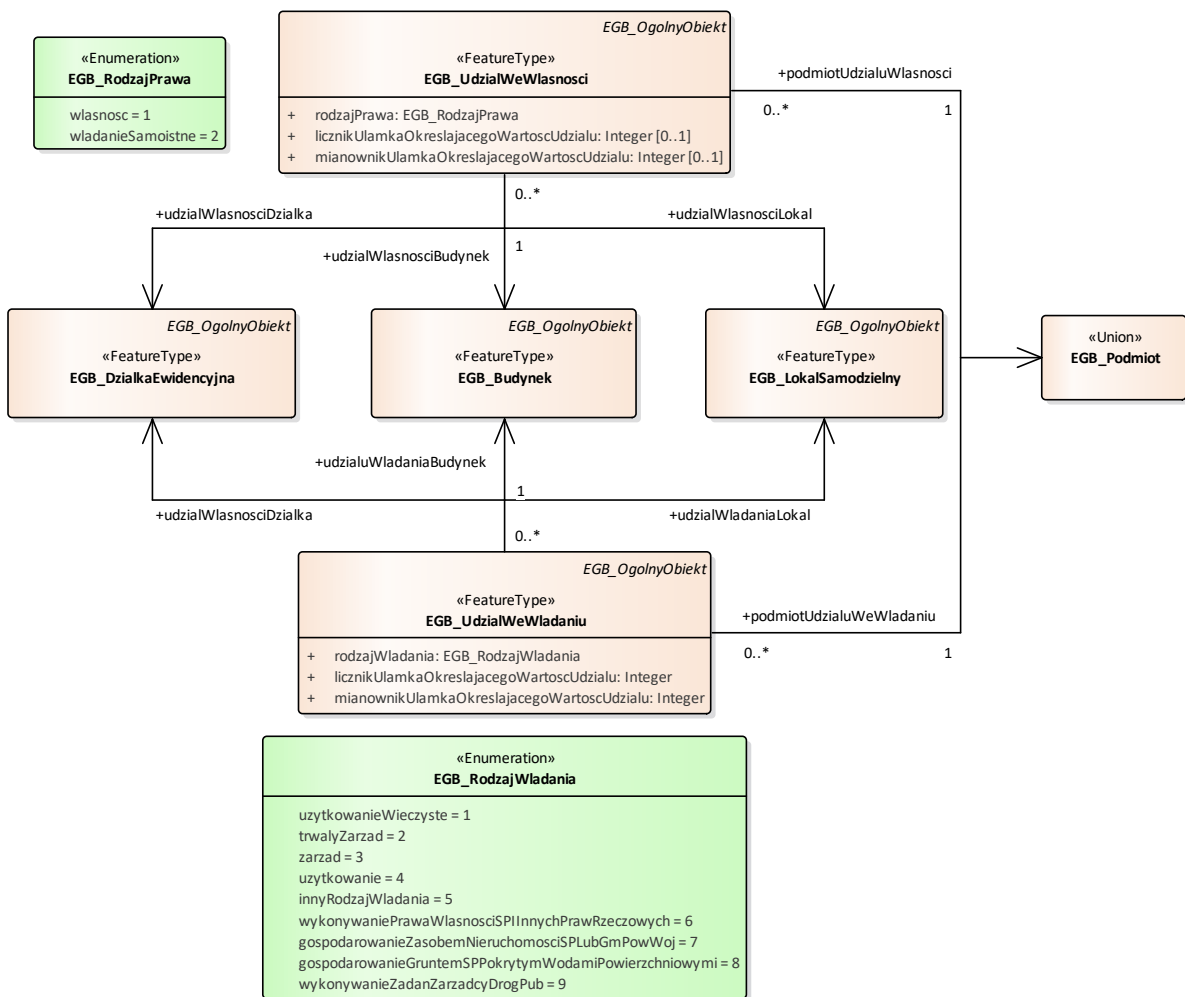 «Enumeration»
EGB_RodzajPrawa
wlasnosc = 1
wladanieSamoistne = 2
EGB_OgolnyObiekt
«FeatureType»
EGB_UdzialWeWlasnosci
+ rodzajPrawa: EGB_RodzajPrawa
+ licznikUlamkaOkreslajacegoWartoscUdzialu: Integer [0..1]
+ mianownikUlamkaOkreslajacegoWartoscUdzialu: Integer [0..1]
+podmiotUdzialuWlasnosci
0..*
1
0..*
+udzialWlasnosciDzialka
+udzialWlasnosciLokal
1
+udzialWlasnosciBudynek
EGB_OgolnyObiekt
«FeatureType»
EGB_DzialkaEwidencyjna
EGB_OgolnyObiekt
«FeatureType»
EGB_Budynek
EGB_OgolnyObiekt
«FeatureType»
EGB_LokalSamodzielny
«Union»
EGB_Podmiot
+udzialuWladaniaBudynek
1
+udzialWlasnosciDzialka
+udzialWladaniaLokal
0..*
EGB_OgolnyObiekt
«FeatureType»
EGB_UdzialWeWladaniu
+ rodzajWladania: EGB_RodzajWladania
+ licznikUlamkaOkreslajacegoWartoscUdzialu: Integer
+ mianownikUlamkaOkreslajacegoWartoscUdzialu: Integer
+podmiotUdzialuWeWladaniu
0..*
1
«Enumeration»
EGB_RodzajWladania
uzytkowanieWieczyste = 1
trwalyZarzad = 2
zarzad = 3
uzytkowanie = 4
innyRodzajWladania = 5
wykonywaniePrawaWlasnosciSPIInnychPrawRzeczowych = 6
gospodarowanieZasobemNieruchomosciSPLubGmPowWoj = 7
gospodarowanieGruntemSPPokrytymWodamiPowierzchniowymi = 8
wykonywanieZadanZarzadcyDrogPub = 9